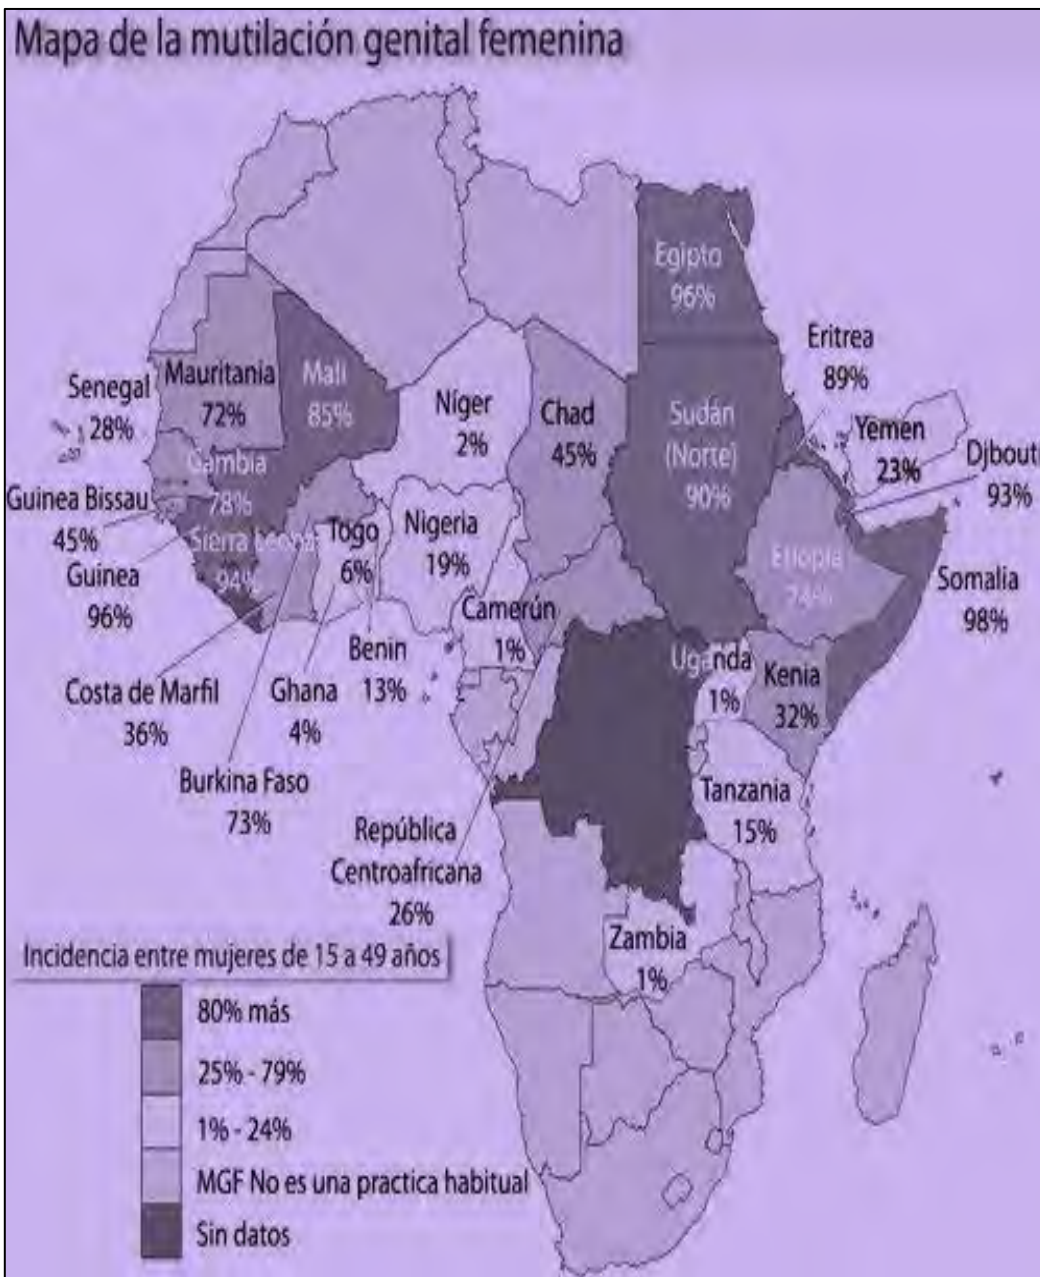 Mapa de la mutilación genital femenina
Egipto
96%
Eritrea
89%
Mauritania
72%
Malí
85%
Senegal
28%
Níger
2%
Chad
45%
Sudán
(Norte)
90%
Yemen
23%
Djbouti
93%
Gambia
78%
Guinea Bissau
45%
Sierra Leona
94%
Togo
6%
Nigeria
19%
Etiopía
74%
Somalia
98%
Guinea
96%
Camerún
1%
Benin
13%
Uganda
1%
Kenia
32%
Costa de Marfil
36%
Ghana
4%
Burkina Faso
73%
Tanzania
15%
República
Centroafricana
26%
Zambia
1%
Incidencia entre mujeres de 15 a 49 años
80% más
25% - 79%
1% - 24%
MGF No es una practica habitual
Sin datos